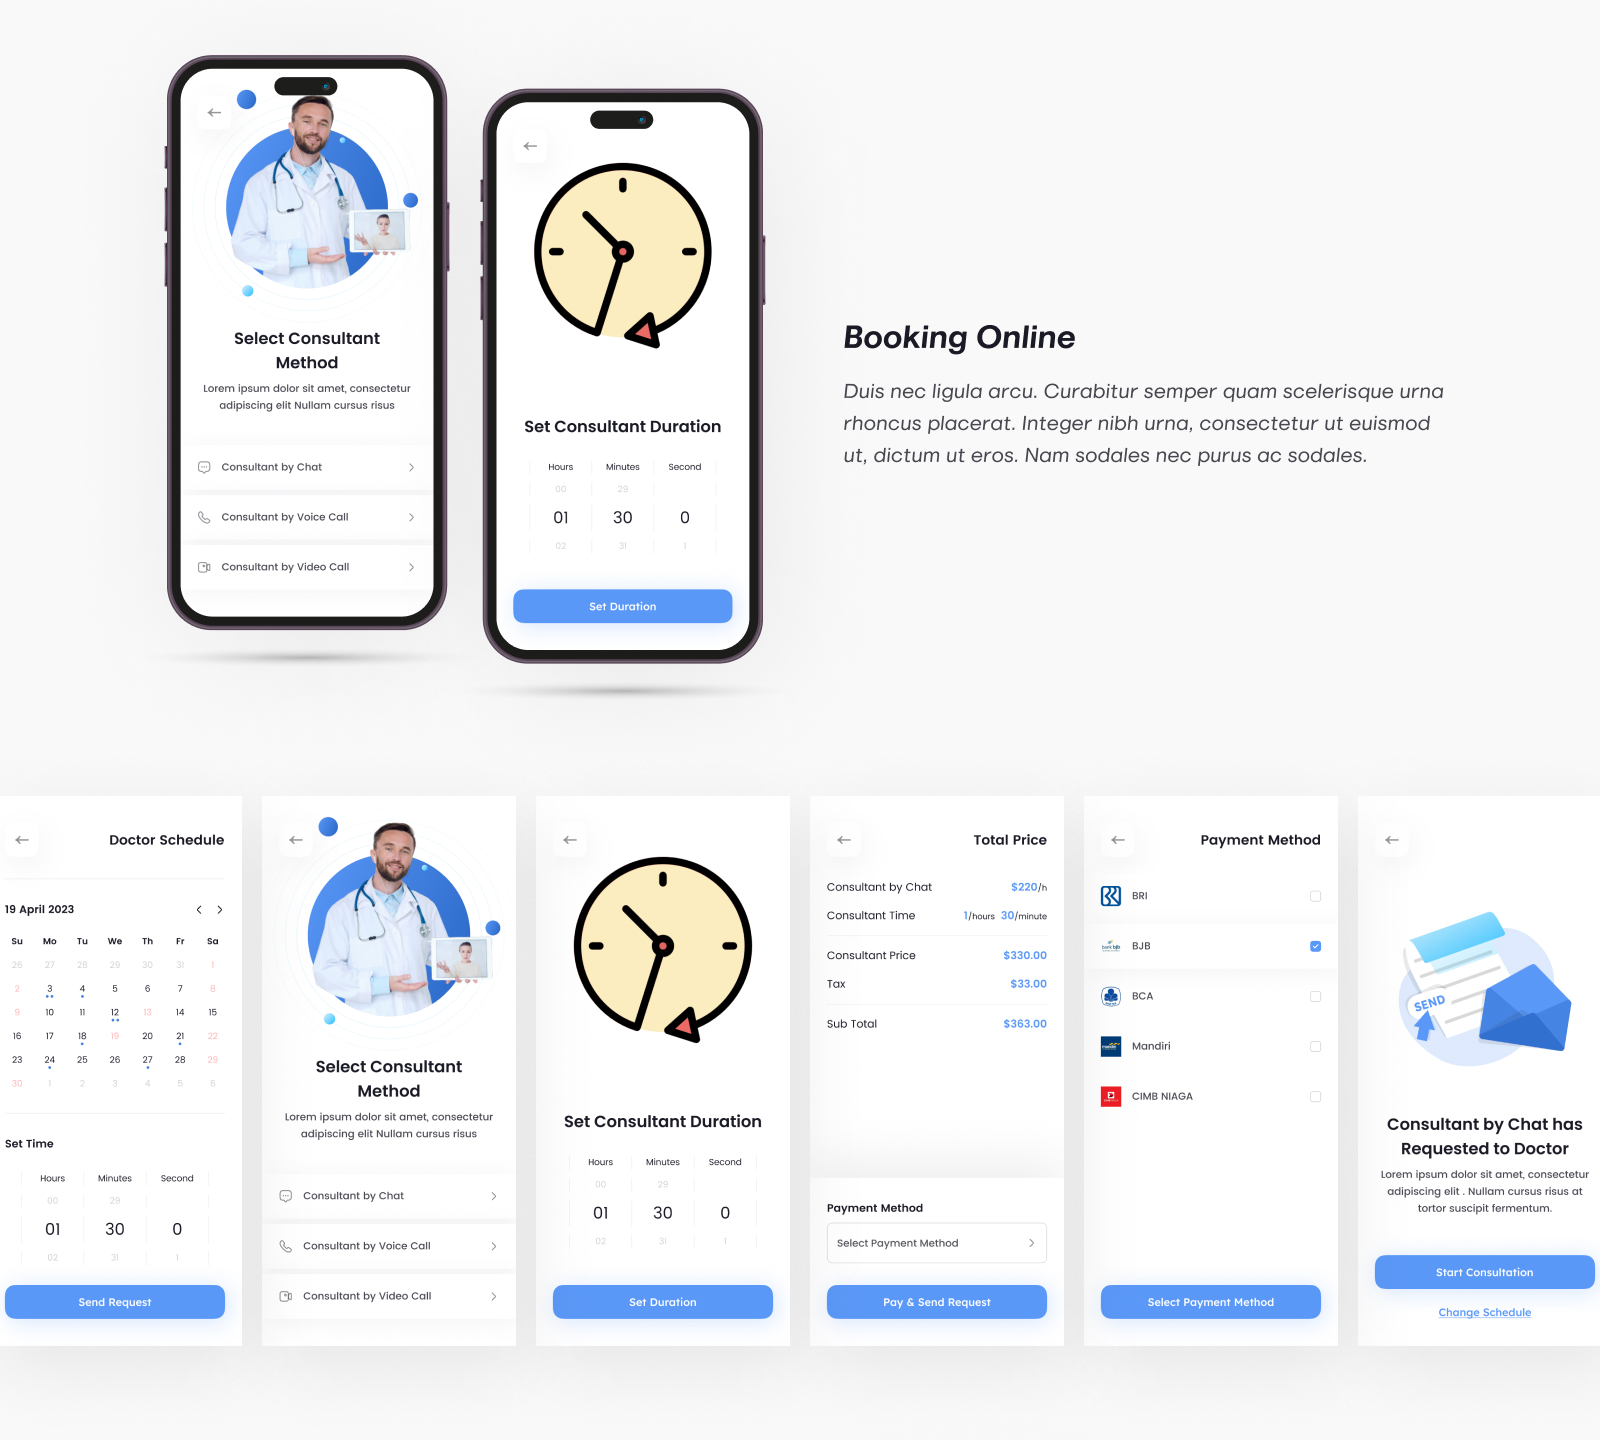 Select Consultant
Method
Lorem ipsum dolor sit amet, consectetur
adipiscing elit Nullam cursus risus
Consultant by Chat
Consultant by Voice Call
Consultant by Video Call
Set Consultant Duration
Hours Minutes Second
00 29
01 30 0
02 31 1
Set Duration
Booking Online
Duis nec ligula arcu. Curabitur semper quam scelerisque urna
rhoncus placerat. Integer nibh urna, consectetur ut euismod
ut, dictum ut eros. Nam sodales nec purus ac sodales.
Doctor Schedule
19 April 2023
Su Mo Tu We Th Fr Sa
26 27 28 29 30 31 1
2 3 4 5 6 7 8
9 10 11 12 13 14 15
16 17 18 19 20 21 22
23 24 25 26 27 28 29
30 1 2 3 4 5 6
Set Time
Hours Minutes Second
00 29
01 30 0
02 31 1
Send Request
Select Consultant
Method
Lorem ipsum dolor sit amet, consectetur
adipiscing elit Nullam cursus risus
Consultant by Chat
Consultant by Voice Call
Consultant by Video Call
Set Consultant Duration
Hours Minutes Second
00 29
01 30 0
02 31 1
Set Duration
Total Price
Consultant by Chat $220/h
Consultant Time 1/hours 30/minute
Consultant Price $330.00
Tax $33.00
Sub Total $363.00
Payment Method
Select Payment Method
Pay & Send Request
Payment Method
BRI
bank bjb
BJB
BCA
Mandiri
CIMB NIAGA
Select Payment Method
SEND
Consultant by Chat has
Requested to Doctor
Lorem ipsum dolor sit amet, consectetur
adipiscing elit . Nullam cursus risus at
tortor suscipit fermentum.
Start Consultation
Change Schedule